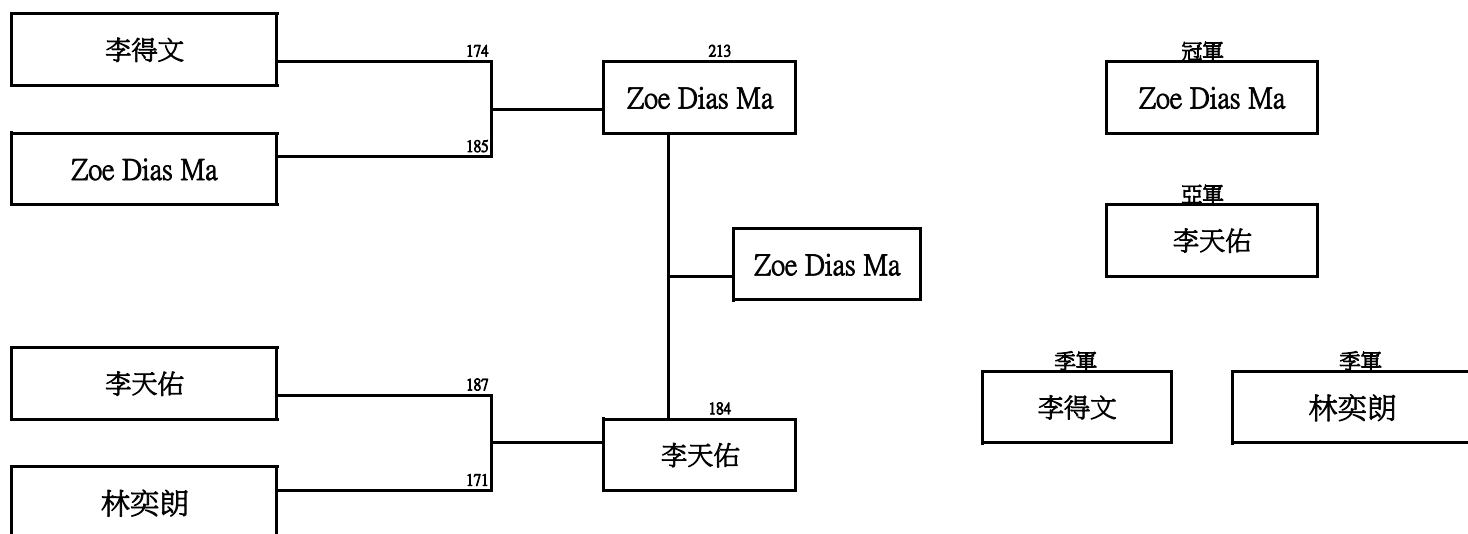 李得文
174
213
冠軍
Zoe Dias Ma
Zoe Dias Ma
185
Zoe Dias Ma
亞軍
李天佑
Zoe Dias Ma
李天佑
187
季軍
季軍
184
李得文
林奕朗
李天佑
171
林奕朗